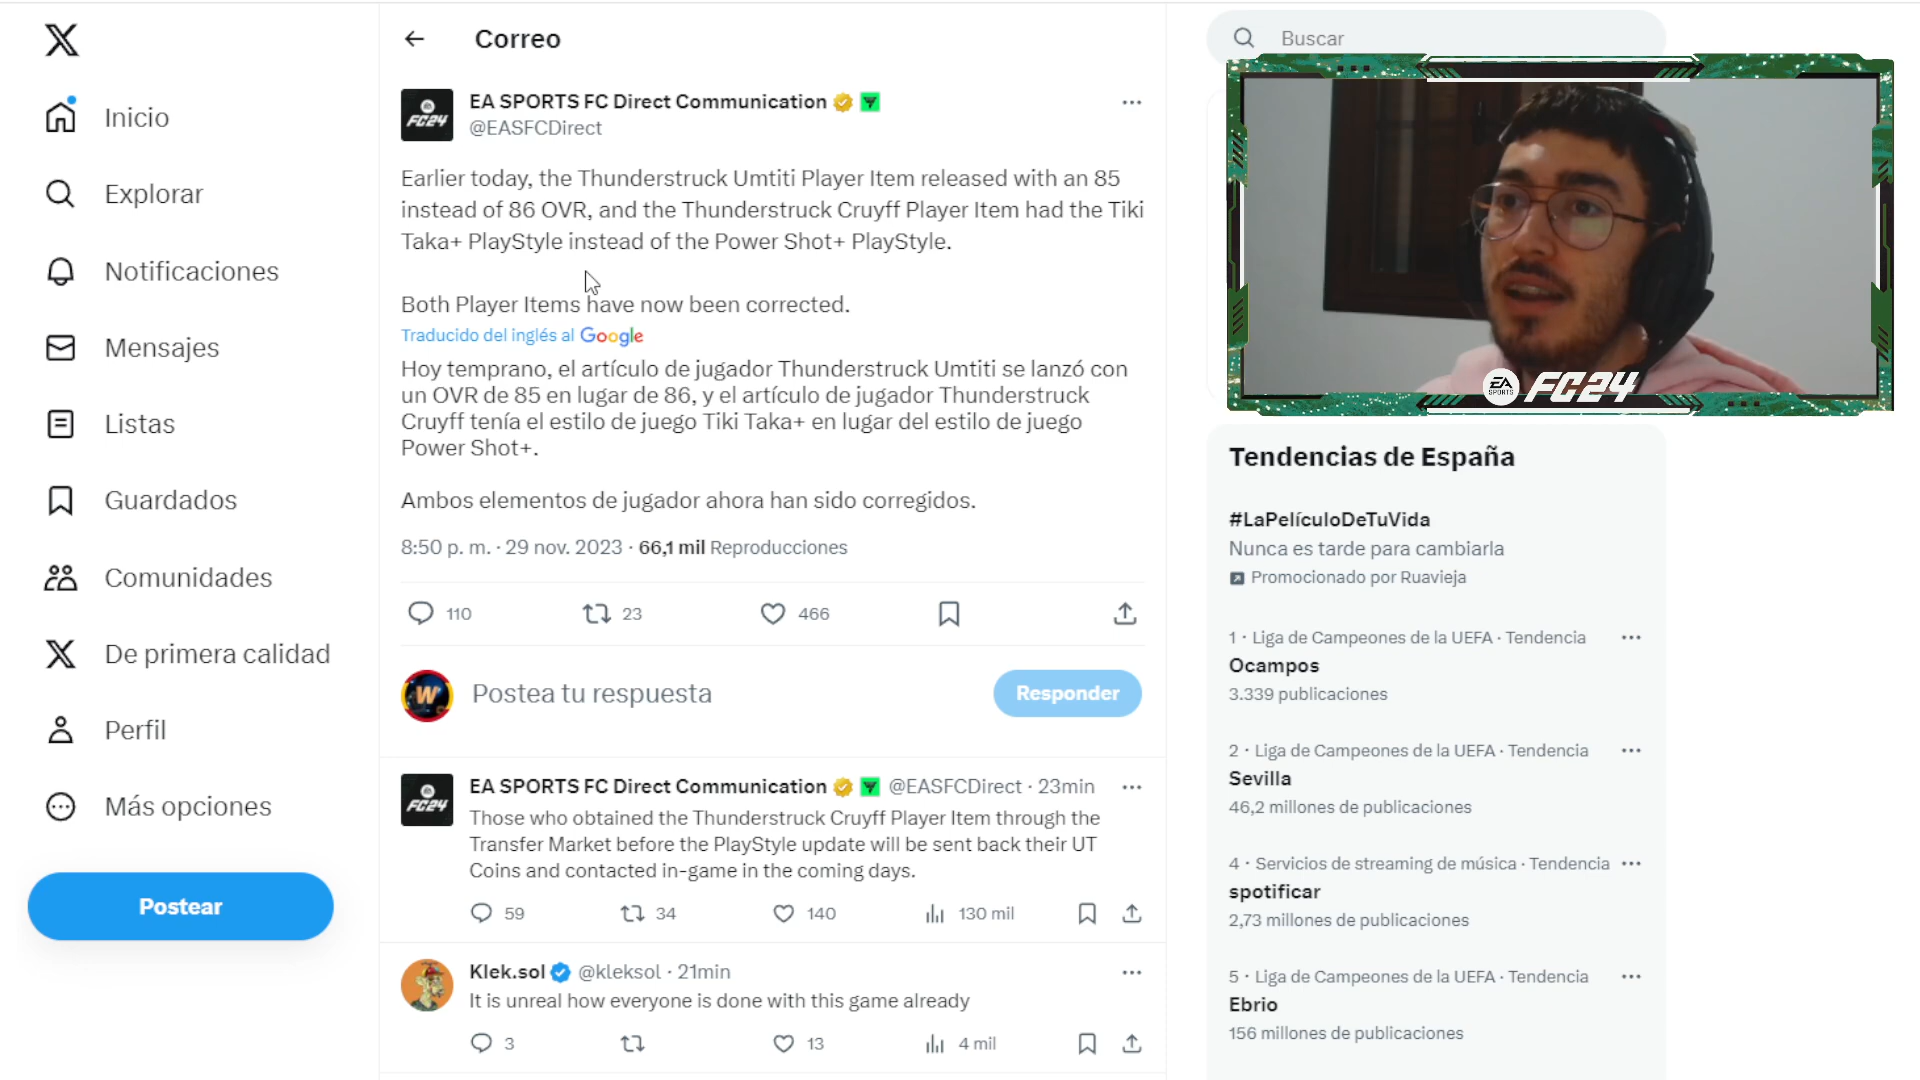 Inicio
Explorar
Notificaciones
Mensajes
Listas
Guardados
Comunidades
De primera calidad
Perfil
Más opciones
Postear
Correo
EA SPORTS FC Direct Communication
@EASFCDirect
Earlier today, the Thunderstruck Umtiti Player Item released with an 85
instead of 86 OVR, and the Thunderstruck Cruyff Player Item had the Tiki
Taka+ PlayStyle instead of the Power Shot+ PlayStyle.
Both Player Items have now been corrected.
Traducido del inglés al Google
Hoy temprano, el artículo de jugador Thunderstruck Umtiti se lanzó con
un OVR de 85 en lugar de 86, y el artículo de jugador Thunderstruck
Cruyff tenía el estilo de juego Tiki Taka+ en lugar del estilo de juego
Power Shot+.
Ambos elementos de jugador ahora han sido corregidos.
8:50 p. m. · 29 nov. 2023 · 66,1 mil Reproducciones
110 23 466
W
Postea tu respuesta
Responder
FC24
EA SPORTS FC Direct Communication @EASFCDirect · 23min
Those who obtained the Thunderstruck Cruyff Player Item through the
Transfer Market before the PlayStyle update will be sent back their UT
Coins and contacted in-game in the coming days.
59 34 140 130 mil
Klek.sol @kleksol · 21min
It is unreal how everyone is done with this game already
3 13 4 mil
Buscar
EA SPORTS FC24
Tendencias de España
#LaPelículoDeTuVida
Nunca es tarde para cambiarla
Promocionado por Ruavieja
1 · Liga de Campeones de la UEFA · Tendencia
Ocampos
3.339 publicaciones
2 · Liga de Campeones de la UEFA · Tendencia
Sevilla
46,2 millones de publicaciones
4 · Servicios de streaming de música · Tendencia
spotificar
2,73 millones de publicaciones
5 · Liga de Campeones de la UEFA · Tendencia
Ebrio
156 millones de publicaciones